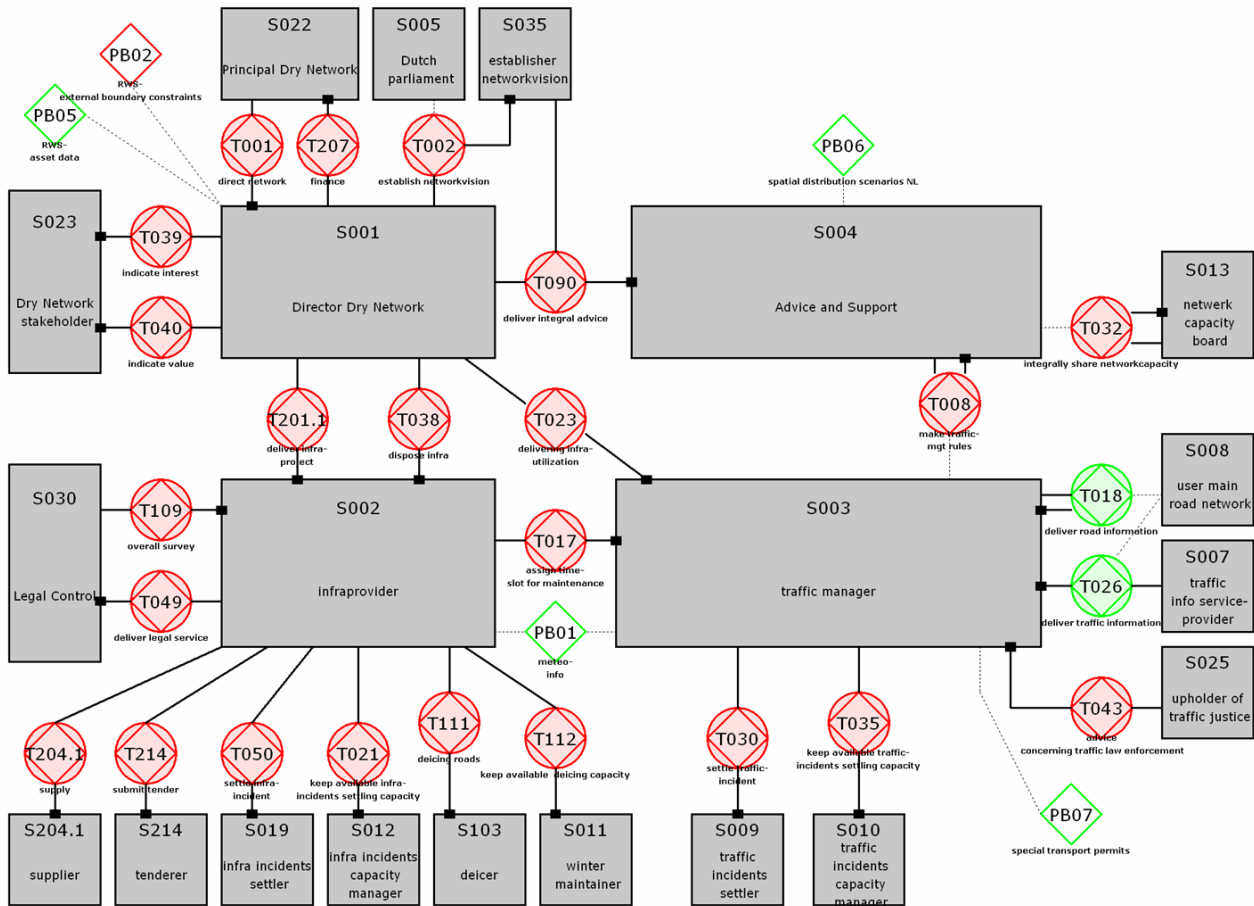 S022
Principal Dry Network
S005
Dutch
parliament
S035
establisher
networkvision
PB02
RWS-
external boundary constraints
PB05
RWS-
asset data
T001
direct network
T207
finance
T002
establish networkvision
PB06
spatial distribution scenarios NL
S023
Dry Network
stakeholder
T039
indicate interest
T040
indicate value
S001
Director Dry Network
T090
deliver integral advice
S004
Advice and Support
T032
integrally share networkcapacity
S013
netwerk
capacity
board
T201.1
deliver infra-
project
T038
dispose infra
T023
delivering infra-
utilization
T008
make traffic-
mgt rules
S030
Legal Control
T109
overall survey
T049
deliver legal service
S002
infraprovider
T017
assign time-
slot for maintenance
PB01
meteo-
info
S003
traffic manager
T018
deliver road information
S008
user main
road network
T026
deliver traffic information
S007
traffic
info service-
provider
T043
advice
concerning traffic law enforcement
S025
upholder of
traffic justice
T204.1
supply
T214
submit tender
T050
settle infra-
incident
T021
keep available infra-
incidents settling capacity
T111
deicing roads
T112
keep available deicing capacity
T030
settle traffic-
incident
T035
keep available traffic-
incidents settling capacity
PB07
special transport permits
S204.1
supplier
S214
tenderer
S019
infra incidents
settler
S012
infra incidents
capacity
manager
S103
deicer
S011
winter
maintainer
S009
traffic
incidents
settler
S010
traffic
incidents
capacity
manager